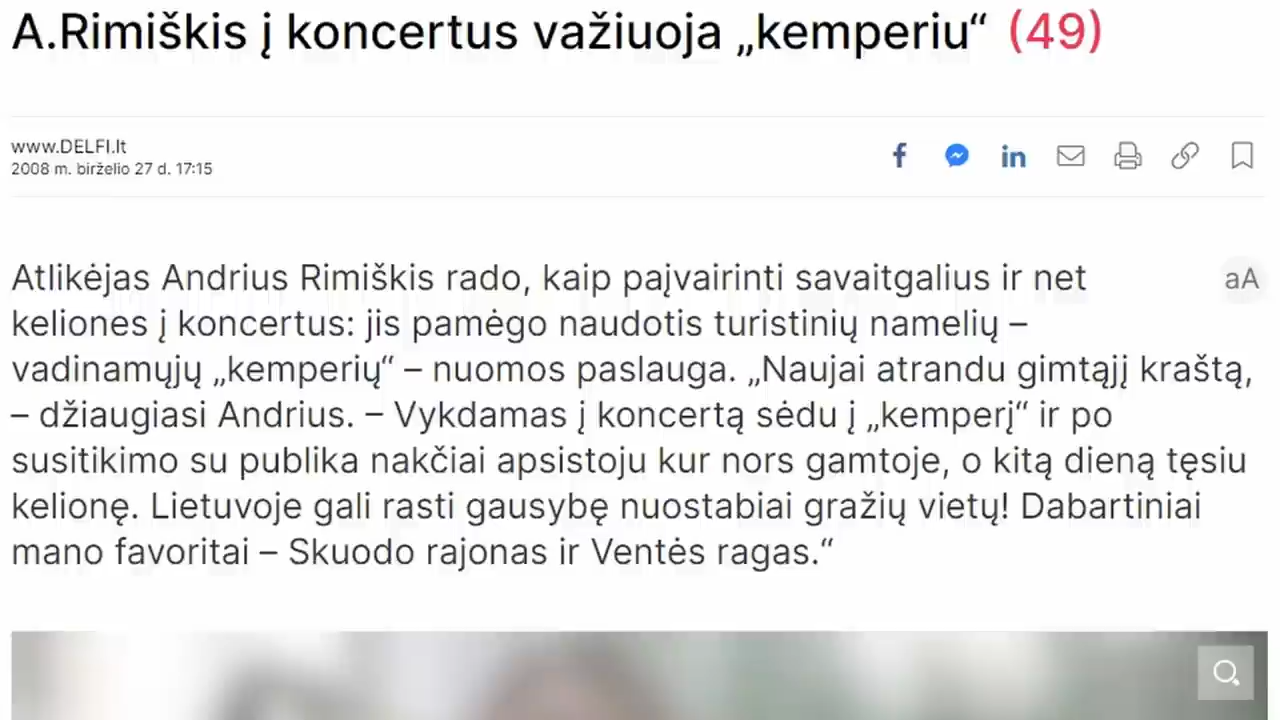 A.Rimiškis į koncertus važiuoja „kemperiu“ (49)
www.DELFI.lt
2008 m. birželio 27 d. 17:15
Atlikėjas Andrius Rimiškis rado, kaip paįvairinti savaitgalius ir net
aA
keliones į koncertus: jis pamėgo naudotis turistinių namelių –
vadinamųjų „kemperių“ – nuomos paslauga. „Naujai atrandu gimtąjį kraštą,
– džiaugiasi Andrius. – Vykdamas į koncertą sėdu į „kemperį“ ir po
susitikimo su publika nakčiai apsistoju kur nors gamtoje, o kitą dieną tęsiu
kelionę. Lietuvoje gali rasti gausybę nuostabiai gražių vietų! Dabartiniai
mano favoritai – Skuodo rajonas ir Ventės ragas.“